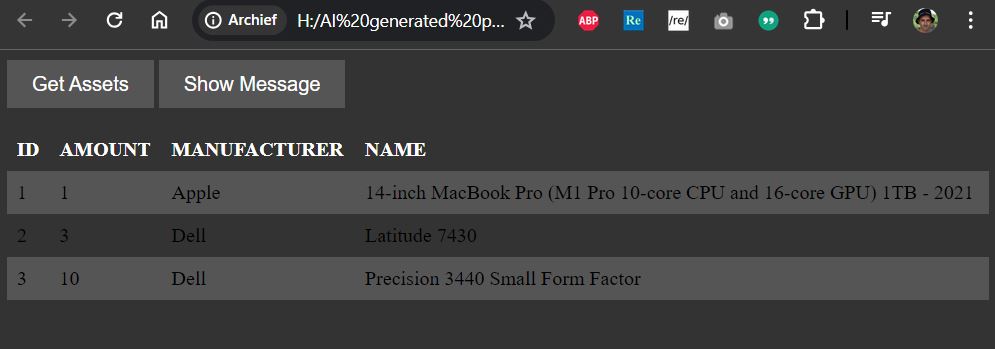 Archief H:/AI%20generated%20p...
ABP Re /re/
Get Assets Show Message
ID AMOUNT MANUFACTURER NAME
1 1 Apple 14-inch MacBook Pro (M1 Pro 10-core CPU and 16-core GPU) 1TB - 2021
2 3 Dell Latitude 7430
3 10 Dell Precision 3440 Small Form Factor